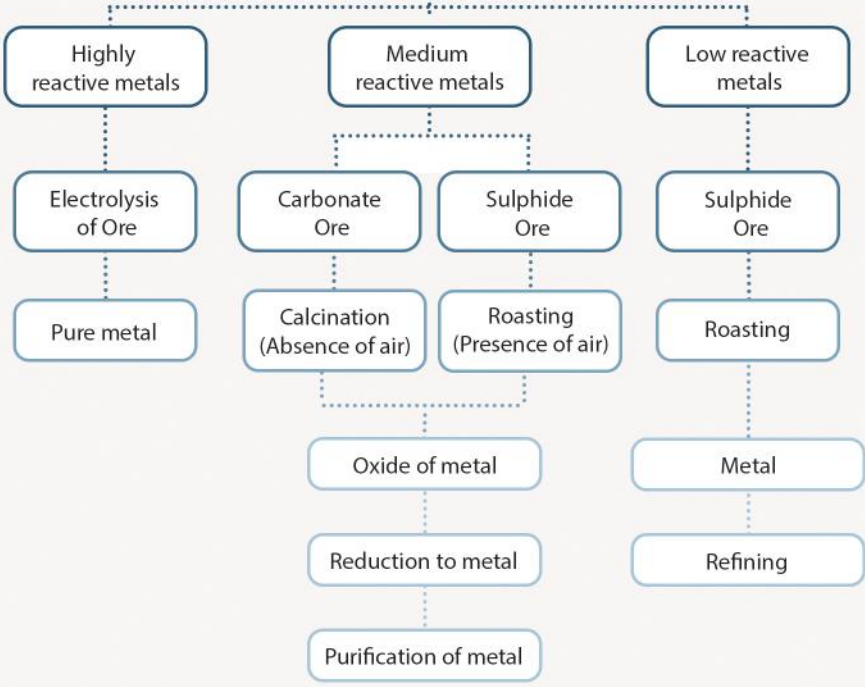 Highly
reactive metals
Medium
reactive metals
Low reactive
metals
Electrolysis
of Ore
Carbonate
Ore
Sulphide
Ore
Sulphide
Ore
Pure metal
Calcination
(Absence of air)
Roasting
(Presence of air)
Roasting
Oxide of metal
Metal
Reduction to metal
Refining
Purification of metal